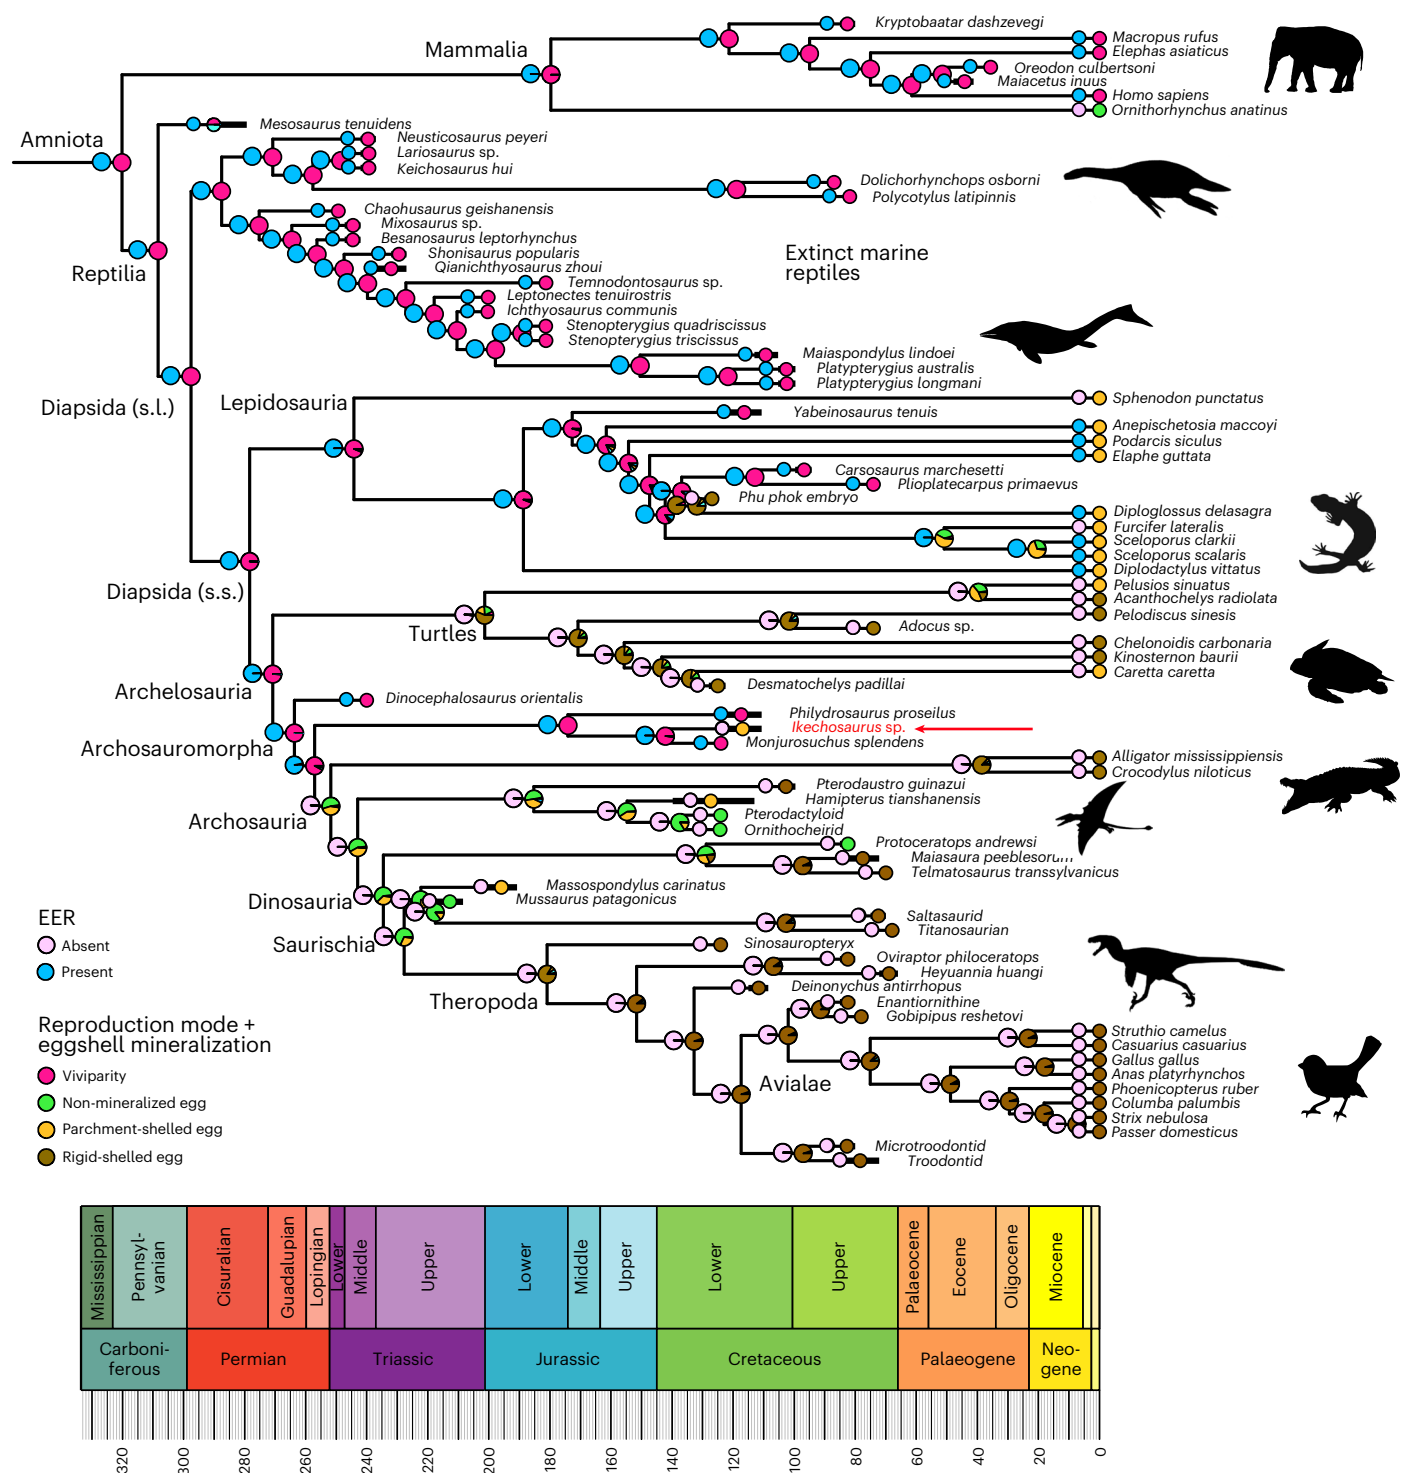 Kryptobaatar dashzevegi
Macropus rufus
Mammalia
Elephas asiaticus
Oreodon culbertsoni
Maiacetus inuus
Homo sapiens
Ornithorhynchus anatinus
Mesosaurus tenuidens
Amniota
Neusticosaurus peyeri
Lariosaurus sp.
Keichosaurus hui
Dolichorhynchops osborni
Polycotylus latipinnis
Chaohusaurus geishanensis
Mixosaurus sp.
Besanosaurus leptorhynchus
Extinct marine
reptiles
Shonisaurus popularis
Qianichthyosaurus zhoui
Reptilia
Temnodontosaurus sp.
Leptonectes tenuirostris
Ichthyosaurus communis
Stenopterygius quadriscissus
Stenopterygius triscissus
Maiaspondylus lindoei
Platypterygius australis
Platypterygius longmani
Diapsida (s.l.)
Lepidosauria
Sphenodon punctatus
Yabeinosaurus tenuis
Anepischetosia maccoyi
Podarcis siculus
Elaphe guttata
Carsosaurus marchesetti
Plioplatecarpus primaevus
Phu phok embryo
Diploglossus delasagra
Furcifer lateralis
Sceloporus clarkii
Sceloporus scalaris
Diplodactylus vittatus
Diapsida (s.s.)
Pelusios sinuatus
Acanthochelys radiolata
Pelodiscus sinesis
Turtles
Adocus sp.
Chelonoidis carbonaria
Kinosternon baurii
Caretta caretta
Desmatochelys padillai
Archelosauria
Dinocephalosaurus orientalis
Philydrosaurus proseilus
Ikechosaurus sp.
Monjurosuchus splendens
Archosauromorpha
Alligator mississippiensis
Crocodylus niloticus
Pterodaustro guinazui
Hamipterus tianshanensis
Pterodactyloid
Ornithocheirid
Archosauria
Protoceratops andrewsi
Maiasaura peeblesorum
Telmatosaurus transsylvanicus
Massospondylus carinatus
Mussaurus patagonicus
Dinosauria
Saltasaurid
Titanosaurian
EER
Absent
Present
Saurischia
Sinosauropteryx
Oviraptor philoceratops
Heyuannia huangi
Deinonychus antirrhopus
Theropoda
Enantiornithine
Gobipipus reshetovi
Reproduction mode +
eggshell mineralization
Viviparity
Non-mineralized egg
Parchment-shelled egg
Rigid-shelled egg
Struthio camelus
Casuarius casuarius
Gallus gallus
Anas platyrhynchos
Avialae
Phoenicopterus ruber
Columba palumbis
Strix nebulosa
Passer domesticus
Microtroodontid
Troodontid
Mississippian
Pennsyl-
vanian
Cisuralian
Guadalupian
Lopingian
Lower
Middle
Upper
Lower
Middle
Upper
Lower
Upper
Palaeocene
Eocene
Oligocene
Miocene
Carboni-
ferous
Permian
Triassic
Jurassic
Cretaceous
Palaeogene
Neo-
gene
320 300 280 260 240 220 200 180 160 140 120 100 80 60 40 20 0